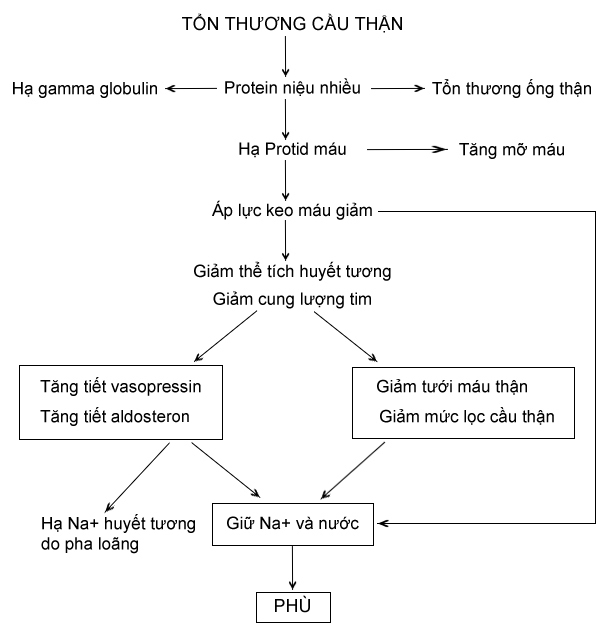 TỔN THƯƠNG CẦU THẬN
Hạ gamma globulin
Protein niệu nhiều
Tổn thương ống thận
Hạ Protid máu
Tăng mỡ máu
Áp lực keo máu giảm
Giảm thể tích huyết tương
Giảm cung lượng tim
Tăng tiết vasopressin
Tăng tiết aldosteron
Giảm tưới máu thận
Giảm mức lọc cầu thận
Hạ Na+ huyết tương
do pha loãng
Giữ Na+ và nước
PHÙ